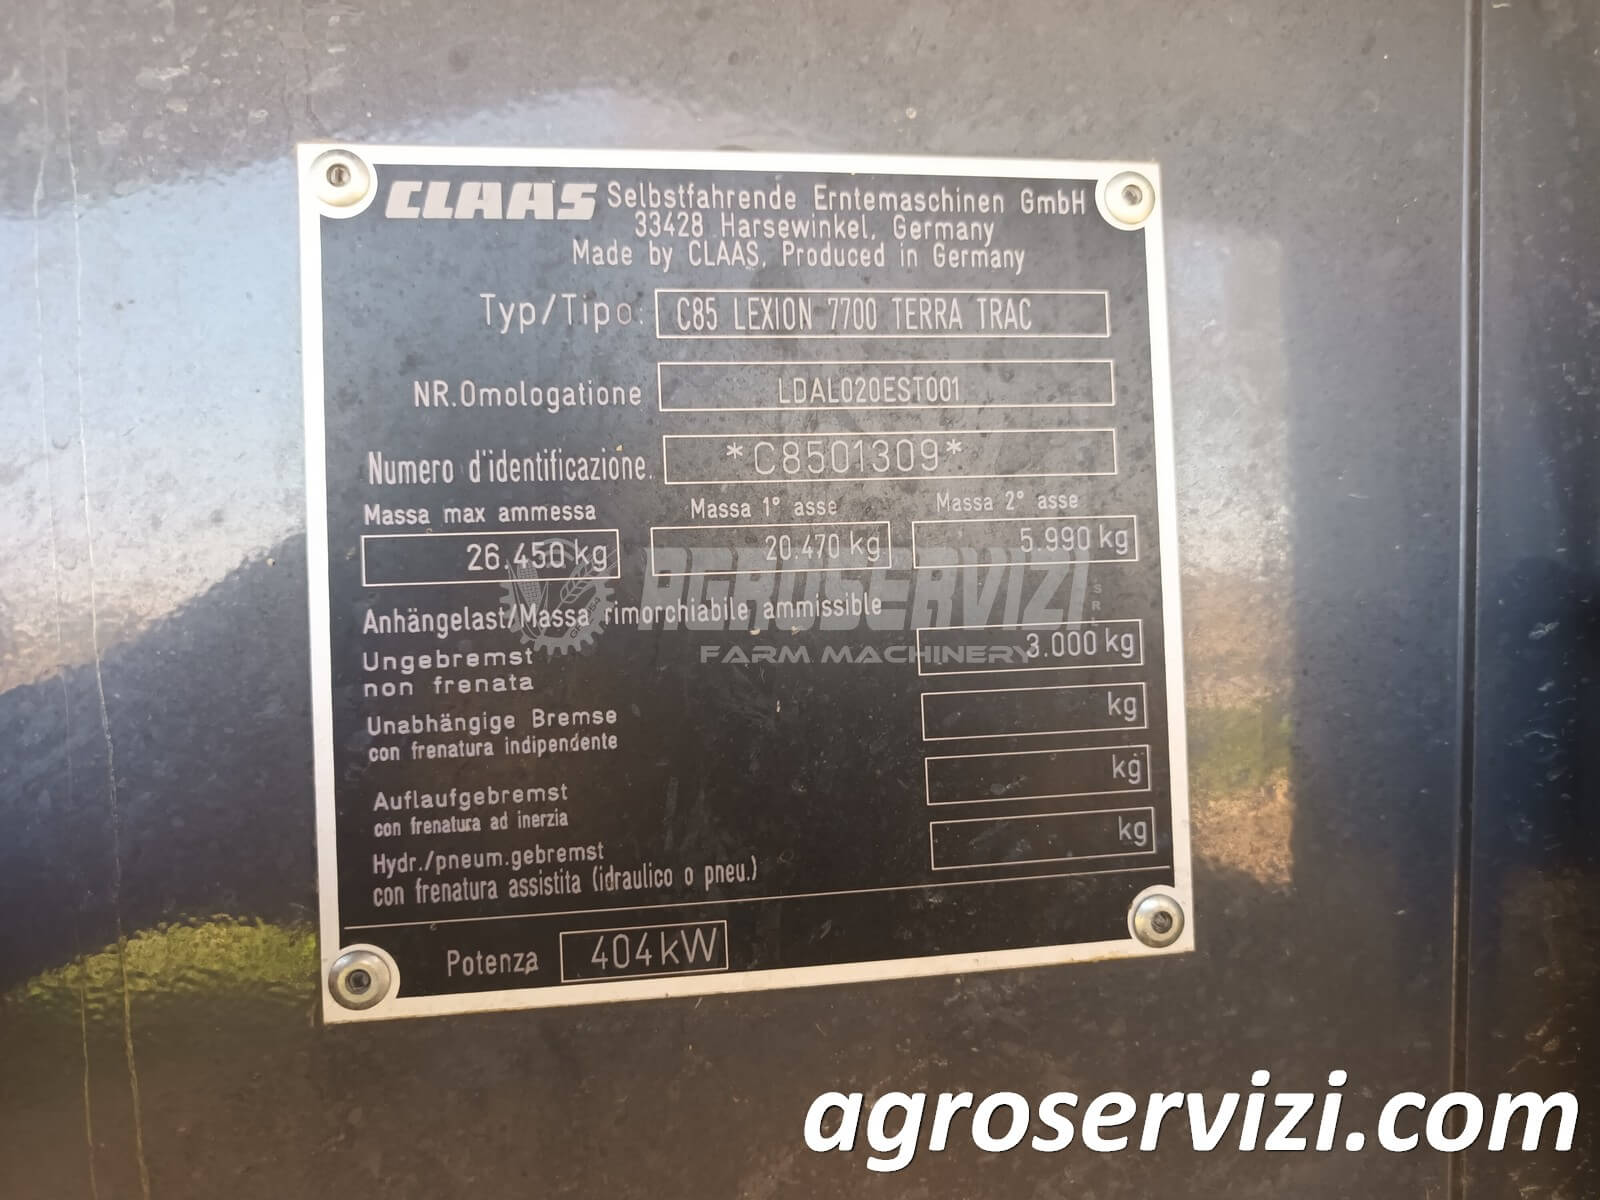 CLAAS Selbstfahrende Erntemaschinen GmbH
33428 Harsewinkel, Germany
Made by CLAAS, Produced in Germany
Typ/Tipo: C85 LEXION 7700 TERRA TRAC
NR.Omologatione LDAL020EST001
Numero d'identificazione. *C8501309*
Massa max ammessa Massa 1° asse Massa 2° asse
26.450 kg 20.470 kg 5.990 kg
AGROSERVIZI SRL
FARM MACHINERY
Anhängelast/Massa rimorchiabile ammissible
Ungebremst 3.000 kg
non frenata
Unabhängige Bremse kg
con frenatura indipendente
Auflaufgebremst kg
con frenatura ad inerzia
Hydr./pneum.gebremst kg
con frenatura assistita (idraulico o pneu.)
Potenza 404kW
agroservizi.com